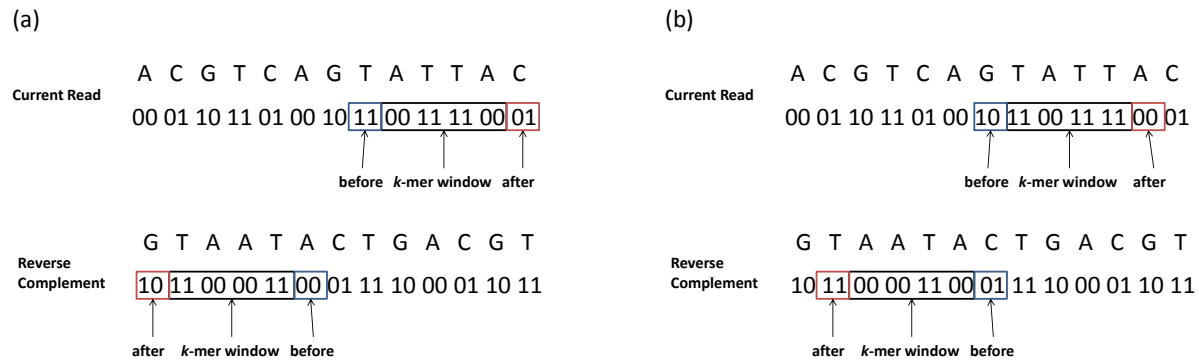 (a)
A C G T C A G T A T T A C
Current Read
00 01 10 11 01 00 10 11 00 11 11 00 01
before k-mer window after
G T A A T A C T G A C G T
Reverse
Complement
10 11 00 00 11 00 01 11 10 00 01 10 11
after k-mer window before
(b)
A C G T C A G T A T T A C
Current Read
00 01 10 11 01 00 10 11 00 11 11 00 01
before k-mer window after
G T A A T A C T G A C G T
Reverse
Complement
10 11 00 00 11 00 01 11 10 00 01 10 11
after k-mer window before